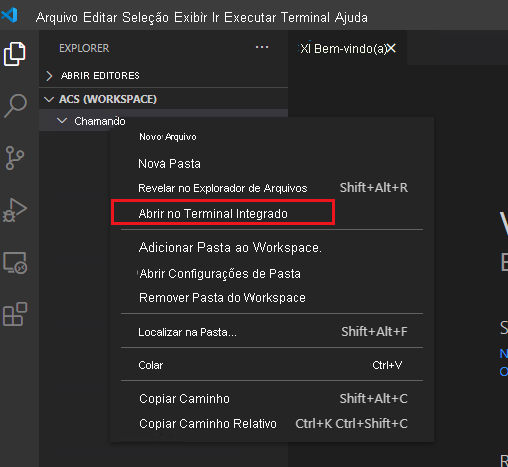 Arquivo Editar Seleção Exibir Ir Executar Terminal Ajuda
EXPLORER ...
XI Bem-vindo(a) X
ABRIR EDITORES
ACS (WORKSPACE)
Chamando
Novo Arquivo
Nova Pasta
Revelar no Explorador de Arquivos Shift+Alt+R
Abrir no Terminal Integrado
Adicionar Pasta ao Workspace.
Abrir Configurações de Pasta
Remover Pasta do Workspace
Localizar na Pasta... Shift+Alt+F
Colar Ctrl+V
Copiar Caminho Shift+Alt+C
Copiar Caminho Relativo Ctrl+K Ctrl+Shift+C